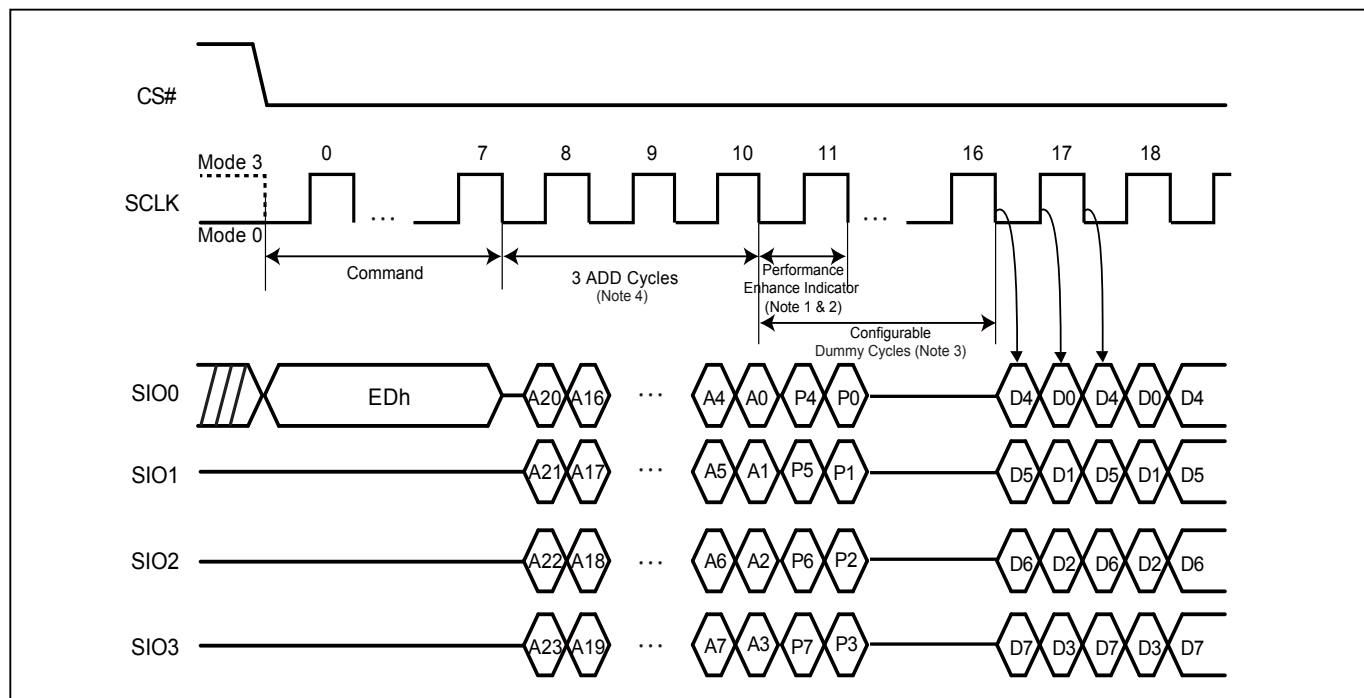 CS#
Mode 3
0 7 8 9 10 11 16 17 18
SCLK
...
...
Mode 0
Command
3 ADD Cycles
(Note 4)
Performance
Enhance Indicator
(Note 1 & 2)
Configurable
Dummy Cycles (Note 3)
SIO0 EDh A20 A16 ... A4 A0 P4 P0 D4 D0 D4 D0 D4
SIO1 A21 A17 ... A5 A1 P5 P1 D5 D1 D5 D1 D5
SIO2 A22 A18 ... A6 A2 P6 P2 D6 D2 D6 D2 D6
SIO3 A23 A19 ... A7 A3 P7 P3 D7 D3 D7 D3 D7